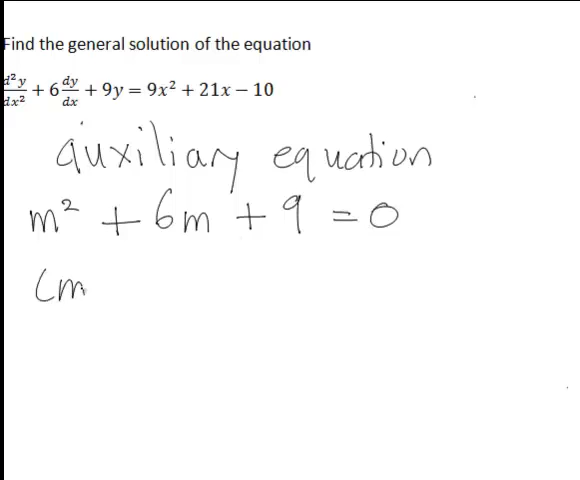 Find the general solution of the equation
d²y/dx² + 6 dy/dx + 9y = 9x² + 21x − 10
auxiliary equation
m² + 6m + 9 = 0
(m